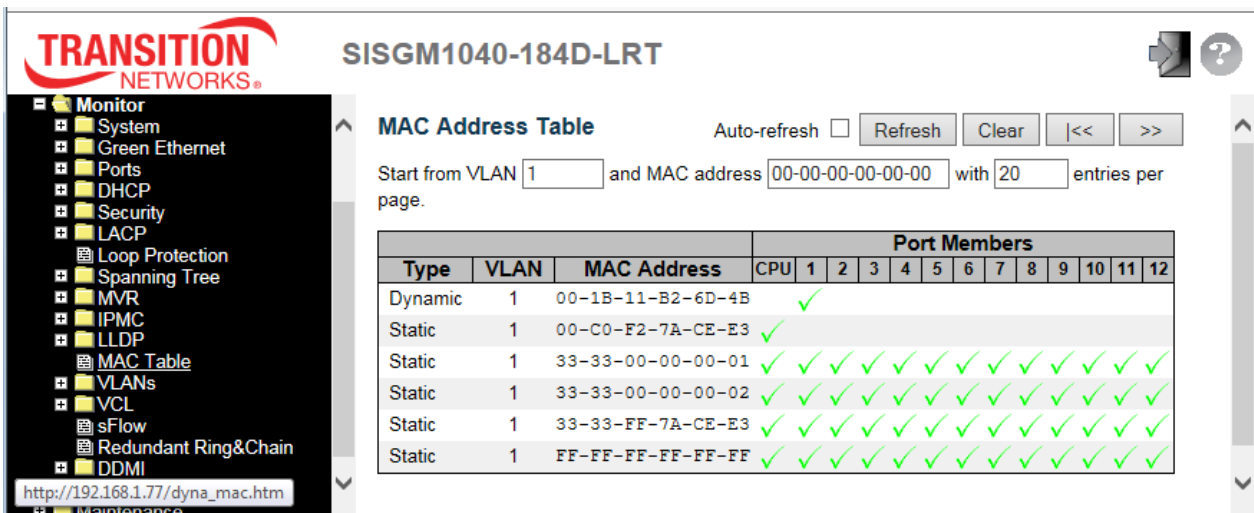 TRANSITION
NETWORKS®
SISGM1040-184D-LRT
?
Monitor
System
Green Ethernet
Ports
DHCP
Security
LACP
Loop Protection
Spanning Tree
MVR
IPMC
LLDP
MAC Table
VLANs
VCL
sFlow
Redundant Ring&Chain
DDMI
http://192.168.1.77/dyna_mac.htm
Maintenance
MAC Address Table Auto-refresh Refresh Clear |<< >>
Start from VLAN 1 and MAC address 00-00-00-00-00-00 with 20 entries per
page.
Port Members
Type VLAN MAC Address CPU 1 2 3 4 5 6 7 8 9 10 11 12
Dynamic 1 00-1B-11-B2-6D-4B
Static 1 00-C0-F2-7A-CE-E3
Static 1 33-33-00-00-00-01
Static 1 33-33-00-00-00-02
Static 1 33-33-FF-7A-CE-E3
Static 1 FF-FF-FF-FF-FF-FF